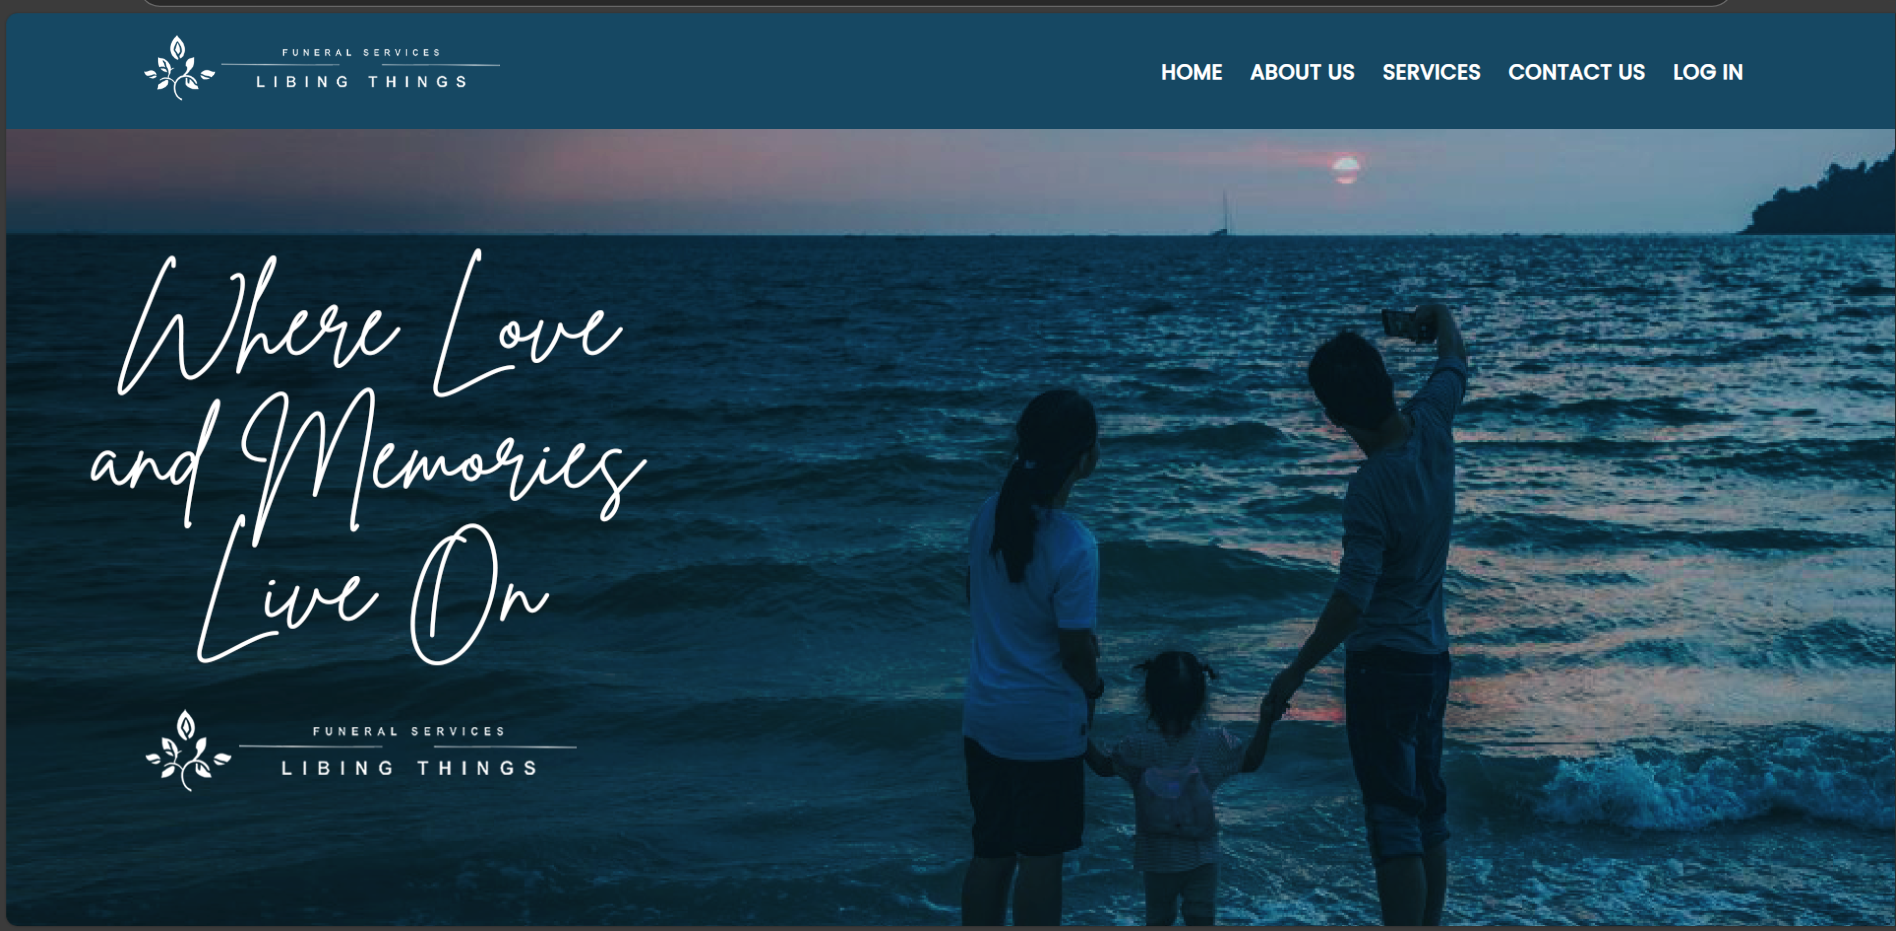 FUNERAL SERVICES
LIBING THINGS
HOME ABOUT US SERVICES CONTACT US LOG IN
Where Love
and Memories
Live On
FUNERAL SERVICES
LIBING THINGS